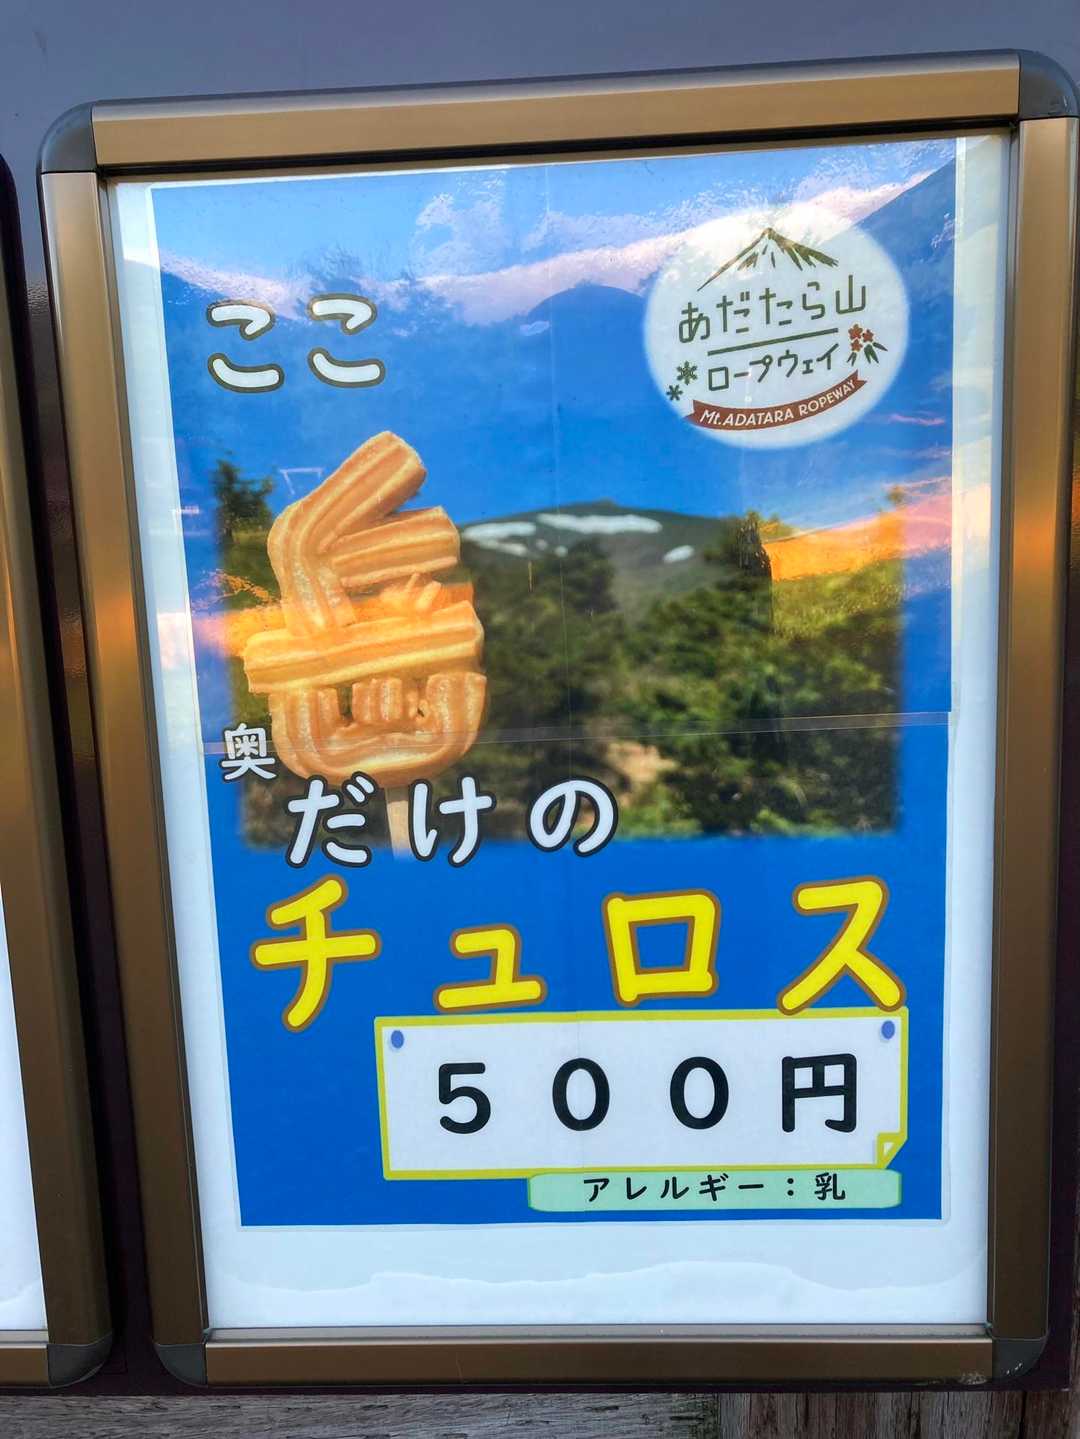 ここ
あだたら山
ロープウェイ
Mt.ADATARA ROPEWAY
奥
だけの
チュロス
500円
アレルギー：乳